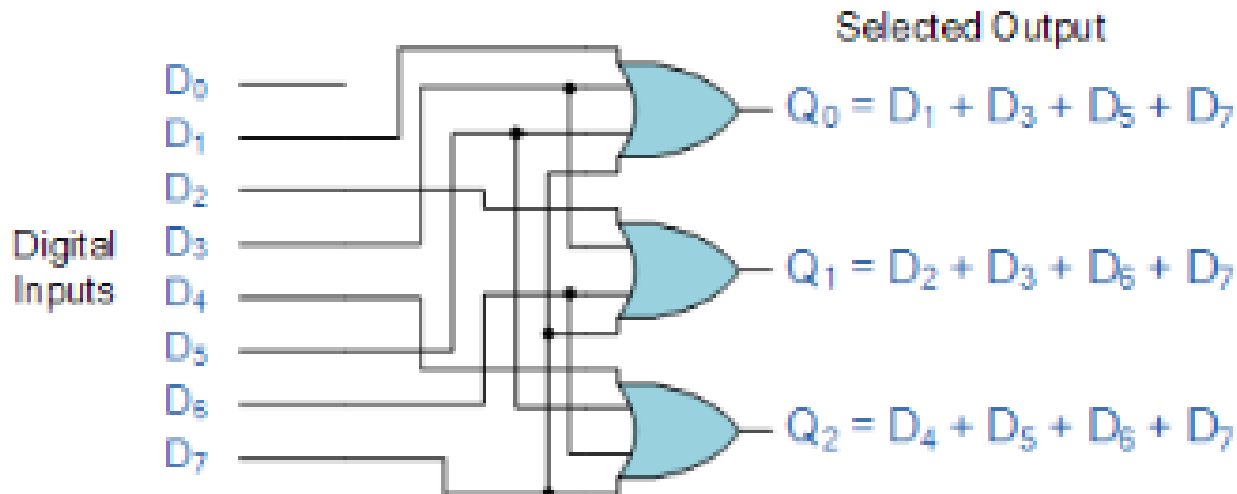 Selected Output
D₀
D₁
D₂
D₃
D₄
D₅
D₆
D₇
Digital
Inputs
Q₀ = D₁ + D₃ + D₅ + D₇
Q₁ = D₂ + D₃ + D₆ + D₇
Q₂ = D₄ + D₅ + D₆ + D₇